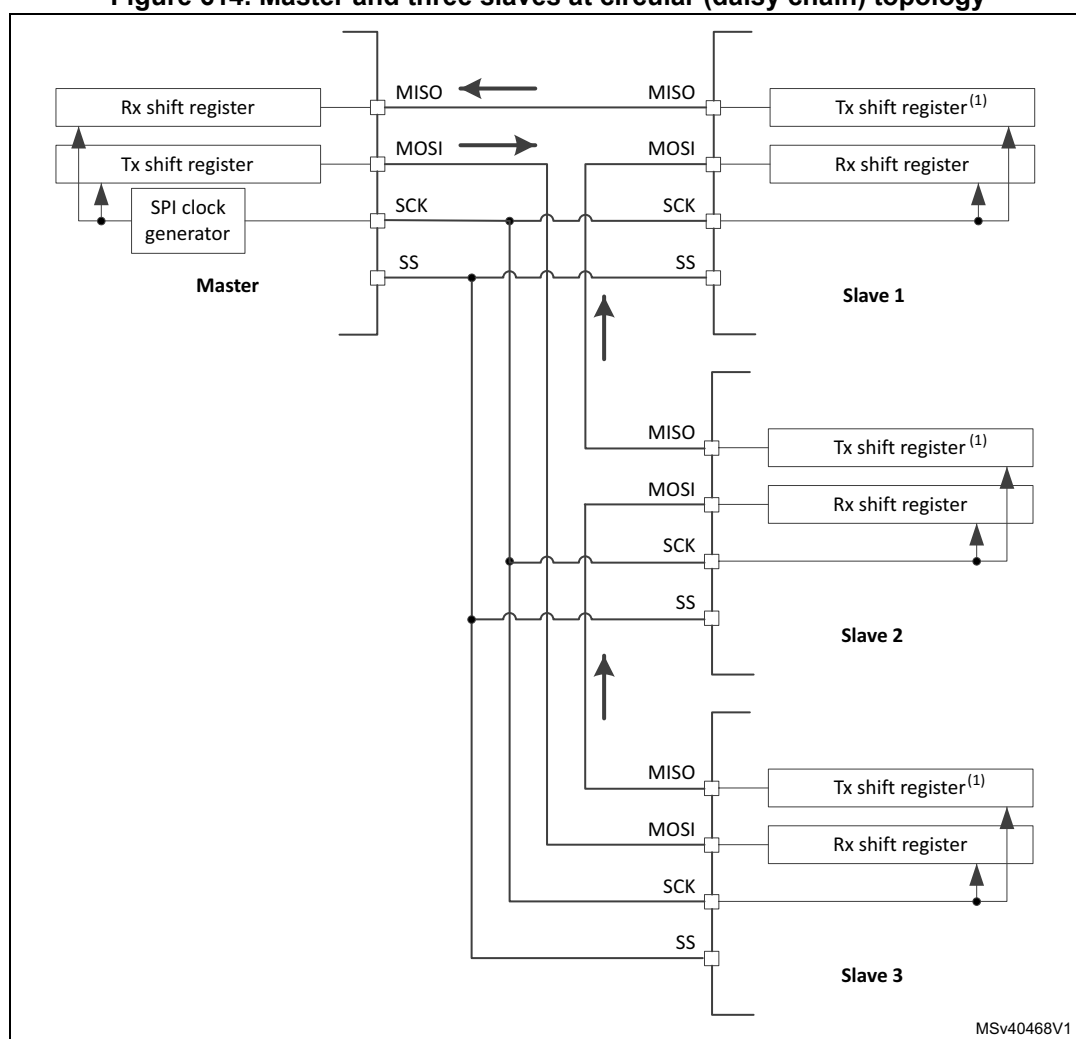 Figure 614. Master and three slaves at circular (daisy chain) topology
MISO
MISO
Rx shift register
Tx shift register (1)
MOSI
MOSI
Tx shift register
Rx shift register
SPI clock
generator
SCK
SCK
SS
SS
Master
Slave 1
MISO
Tx shift register (1)
MOSI
Rx shift register
SCK
SS
Slave 2
MISO
Tx shift register (1)
MOSI
Rx shift register
SCK
SS
Slave 3
MSv40468V1